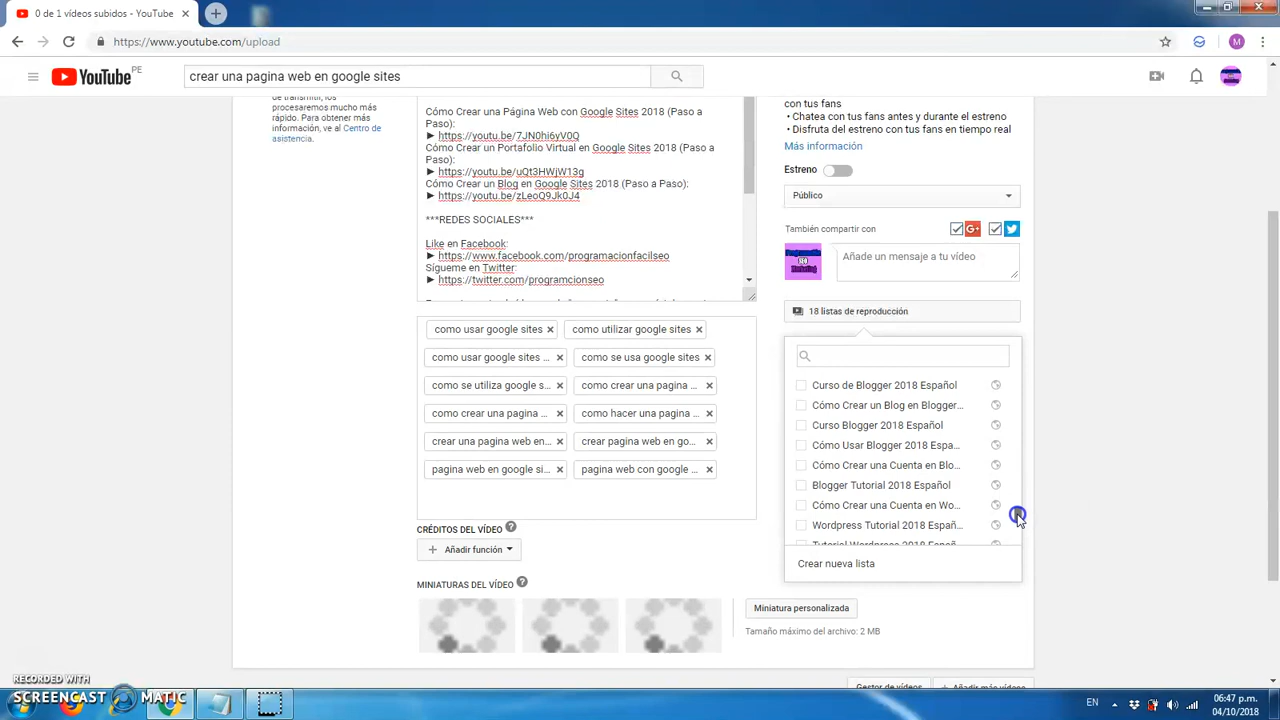 0 de 1 vídeos subidos - YouTube
https://www.youtube.com/upload
M
YouTube PE
crear una pagina web en google sites
de transmitir, los
procesaremos mucho más
rápido. Para obtener más
información, ve al Centro de
asistencia.
Cómo Crear una Página Web con Google Sites 2018 (Paso a
Paso):
► https://youtu.be/7JN0hi6yV0Q
Cómo Crear un Portafolio Virtual en Google Sites 2018 (Paso a
Paso):
► https://youtu.be/uQt3HWjW13g
Cómo Crear un Blog en Google Sites 2018 (Paso a Paso):
► https://youtu.be/zLeoQ9Jk0J4
***REDES SOCIALES***
Like en Facebook:
► https://www.facebook.com/programacionfacilseo
Sígueme en Twitter:
► https://twitter.com/programcionseo
como usar google sites
como utilizar google sites
como usar google sites ...
como se usa google sites
como se utiliza google s...
como crear una pagina ...
como crear una pagina ...
como hacer una pagina ...
crear una pagina web en...
crear pagina web en go...
pagina web en google si...
pagina web con google ...
CRÉDITOS DEL VÍDEO
Añadir función
MINIATURAS DEL VÍDEO
Miniatura personalizada
Tamaño máximo del archivo: 2 MB
con tus fans
• Chatea con tus fans antes y durante el estreno
• Disfruta del estreno con tus fans en tiempo real
Más información
Estreno
Público
También compartir con
G+
Añade un mensaje a tu vídeo
18 listas de reproducción
Curso de Blogger 2018 Español
Cómo Crear un Blog en Blogger...
Curso Blogger 2018 Español
Cómo Usar Blogger 2018 Espa...
Cómo Crear una Cuenta en Blo...
Blogger Tutorial 2018 Español
Cómo Crear una Cuenta en Wo...
Wordpress Tutorial 2018 Españ...
Tutorial Wordpress 2018 Españ...
Crear nueva lista
Gestor de vídeos
Añadir más vídeos
RECORDED WITH
SCREENCAST MATIC
EN
06:47 p.m.
04/10/2018